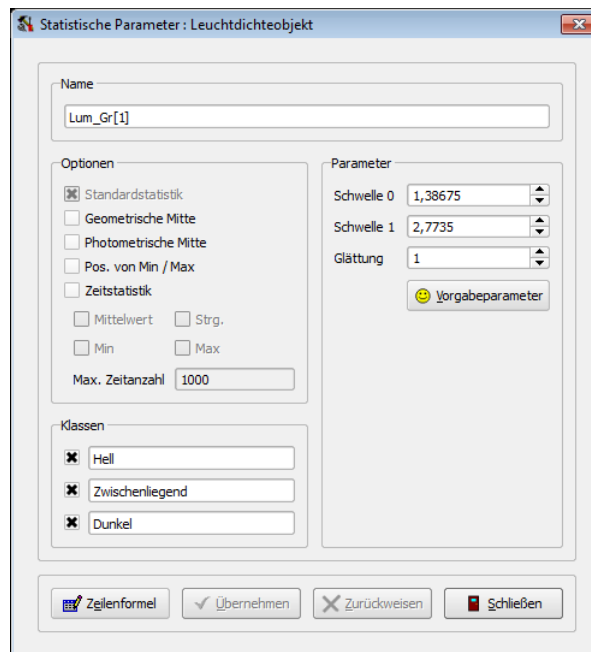 Statistische Parameter : Leuchtdichteobjekt
Name
Lum_Gr[1]
Optionen
Standardstatistik
Geometrische Mitte
Photometrische Mitte
Pos. von Min / Max
Zeitstatistik
Mittelwert
Strg.
Min
Max
Max. Zeitanzahl
1000
Parameter
Schwelle 0
1,38675
Schwelle 1
2,7735
Glättung
1
Vorgabeparameter
Klassen
Hell
Zwischenliegend
Dunkel
Zeilenformel
Übernehmen
Zurückweisen
Schließen